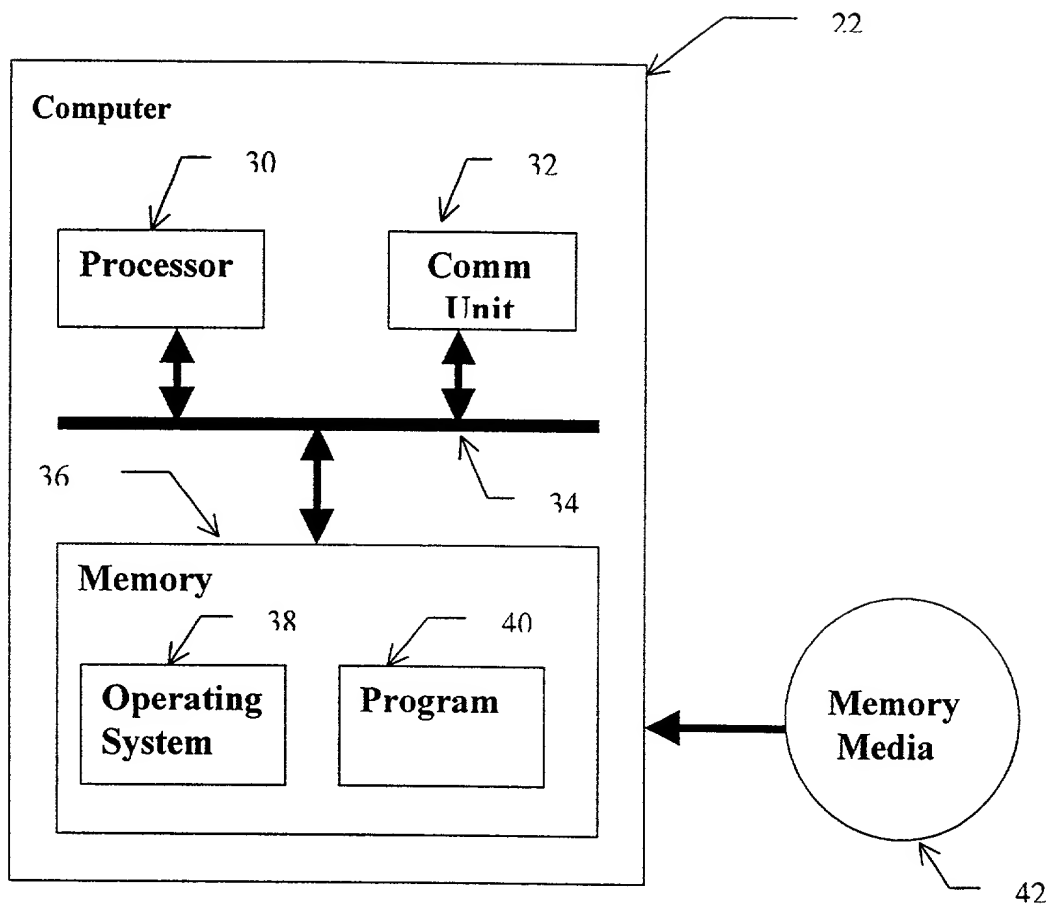 22
Computer
30
32
Processor
Comm
Unit
36
34
Memory
38
40
Operating
System
Program
Memory
Media
42